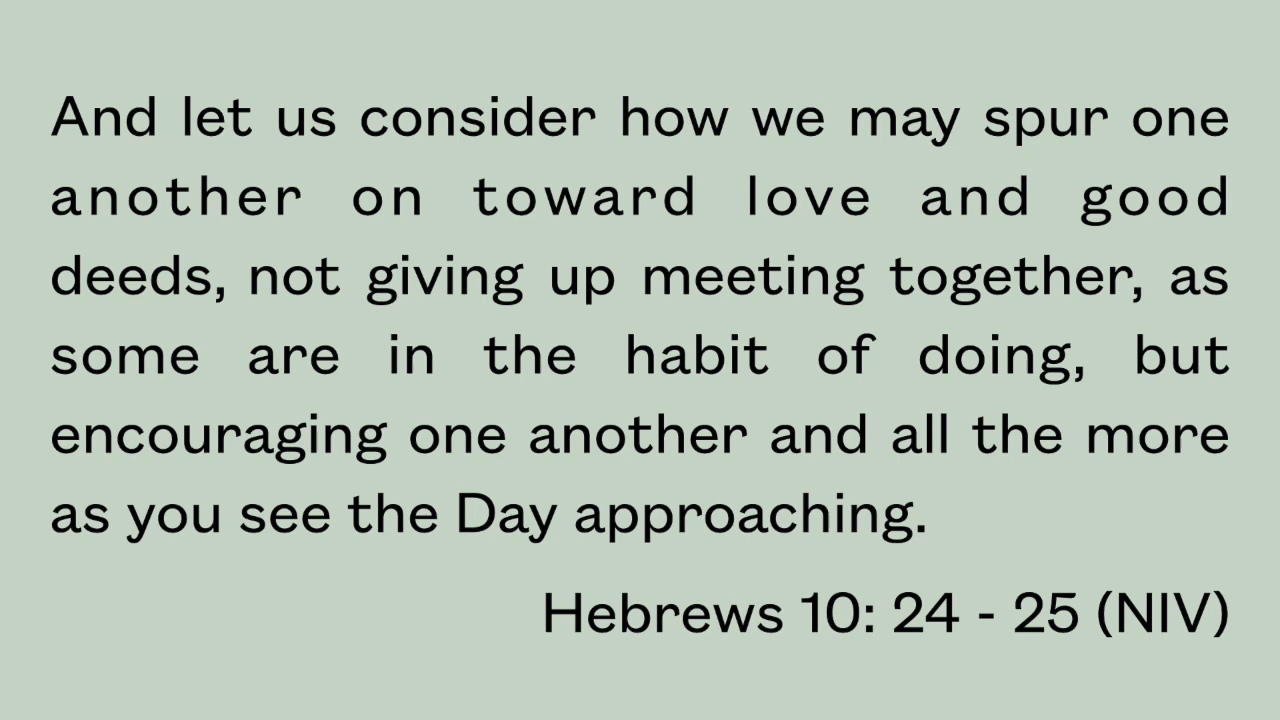 And let us consider how we may spur one
another on toward love and good
deeds, not giving up meeting together, as
some are in the habit of doing, but
encouraging one another and all the more
as you see the Day approaching.
Hebrews 10: 24 - 25 (NIV)